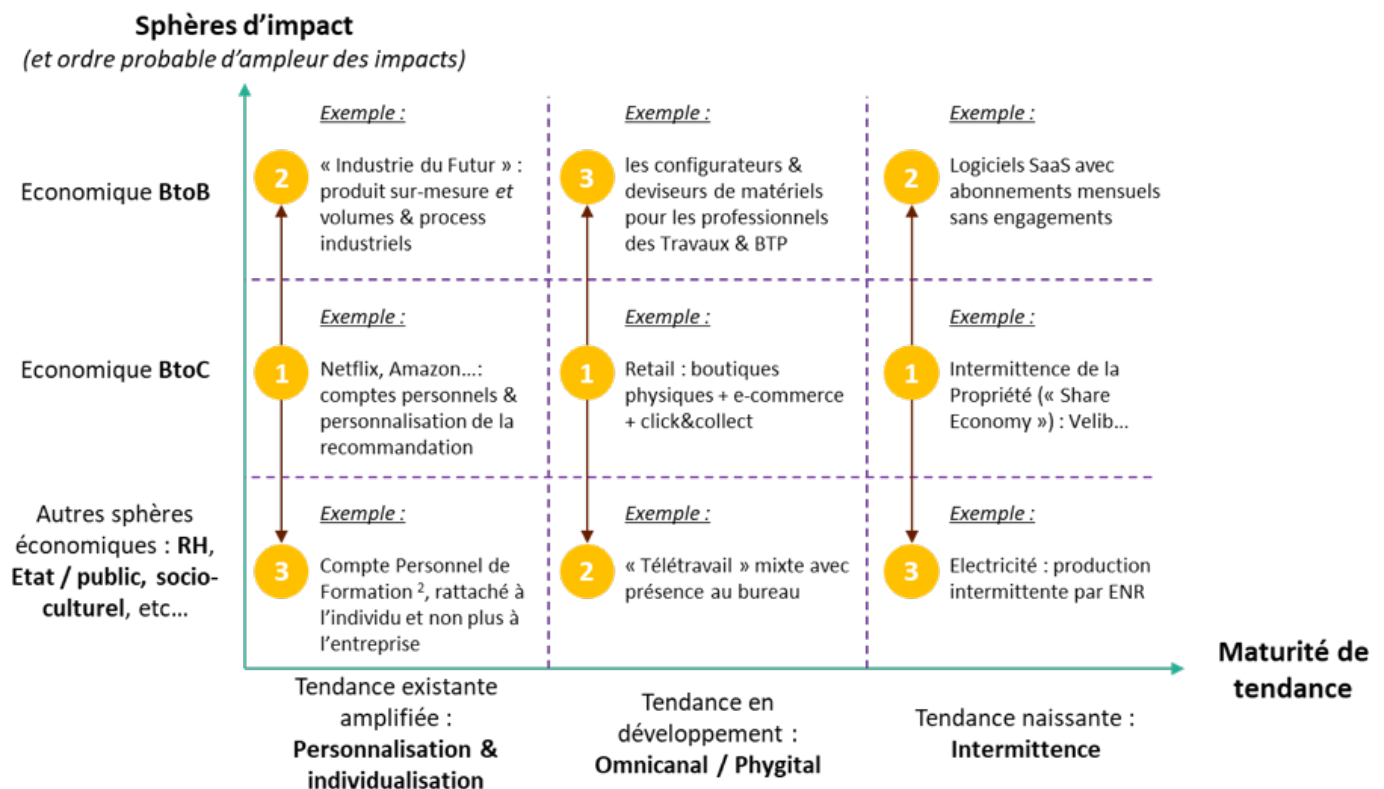 Sphères d’impact
(et ordre probable d’ampleur des impacts)
Exemple :
Exemple :
Exemple :
Economique BtoB
2
« Industrie du Futur » :
produit sur-mesure et
volumes & process
industriels
3
les configurateurs &
deviseurs de matériels
pour les professionnels
des Travaux & BTP
2
Logiciels SaaS avec
abonnements mensuels
sans engagements
Exemple :
Exemple :
Exemple :
Economique BtoC
1
Netflix, Amazon...:
comptes personnels &
personnalisation de la
recommandation
1
Retail : boutiques
physiques + e-commerce
+ click&collect
1
Intermittence de la
Propriété (« Share
Economy ») : Velib...
Exemple :
Exemple :
Exemple :
Autres sphères
économiques : RH,
Etat / public, socio-
culturel, etc...
3
Compte Personnel de
Formation ², rattaché à
l’individu et non plus à
l’entreprise
2
« Télétravail » mixte avec
présence au bureau
3
Electricité : production
intermittente par ENR
Maturité de
tendance
Tendance existante
amplifiée :
Personnalisation &
individualisation
Tendance en
développement :
Omnicanal / Phygital
Tendance naissante :
Intermittence